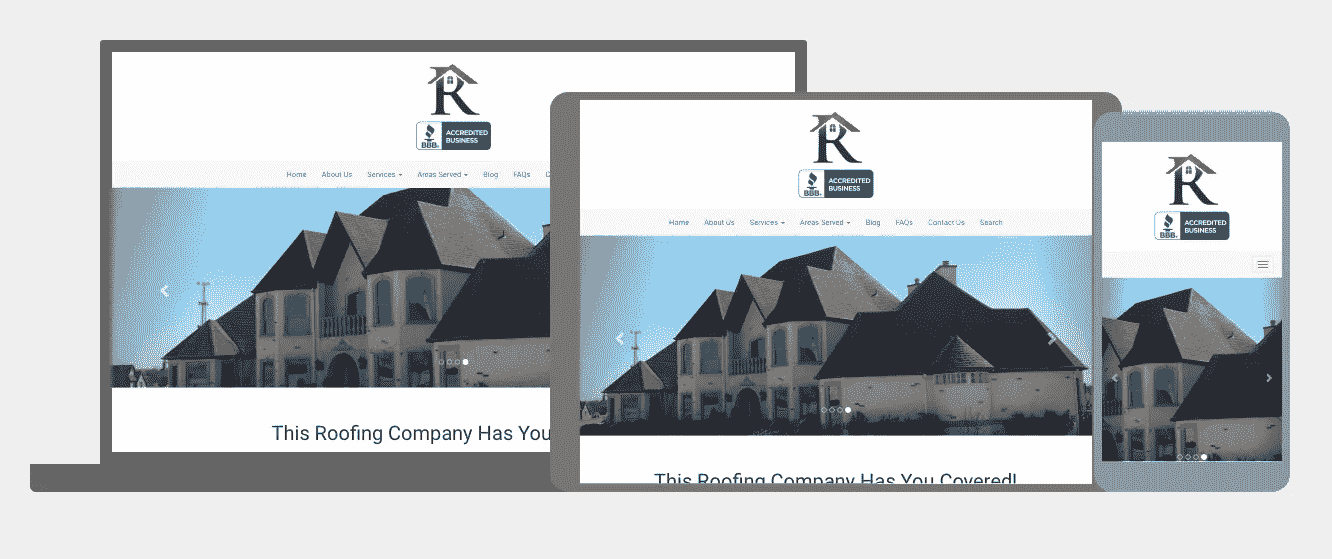 R
BBB.
ACCREDITED
BUSINESS
Home About Us Services Areas Served Blog FAQs C
This Roofing Company Has You
R
BBB.
ACCREDITED
BUSINESS
Home About Us Services Areas Served Blog FAQs Contact Us Search
This Roofing Company Has You Covered!
R
BBB.
ACCREDITED
BUSINESS